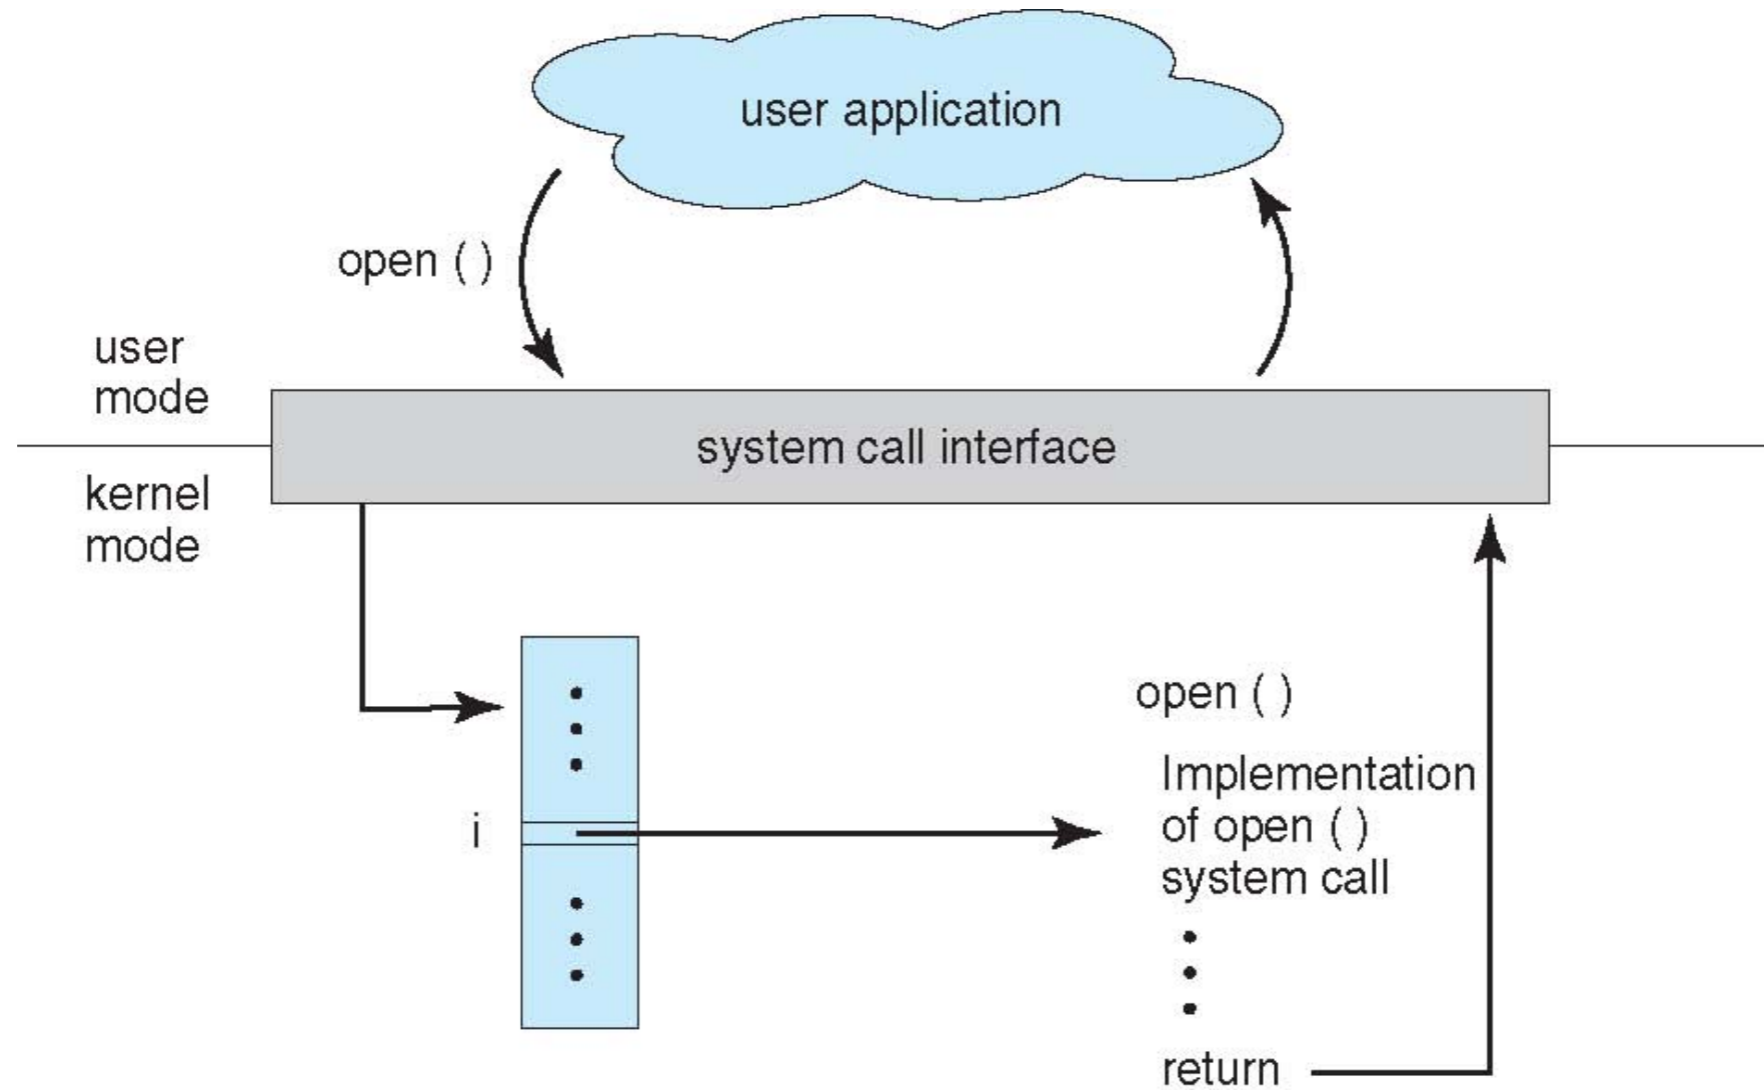 user application
open ( )
user
mode
system call interface
kernel
mode
open ( )
Implementation
i
of open ( )
system call
return